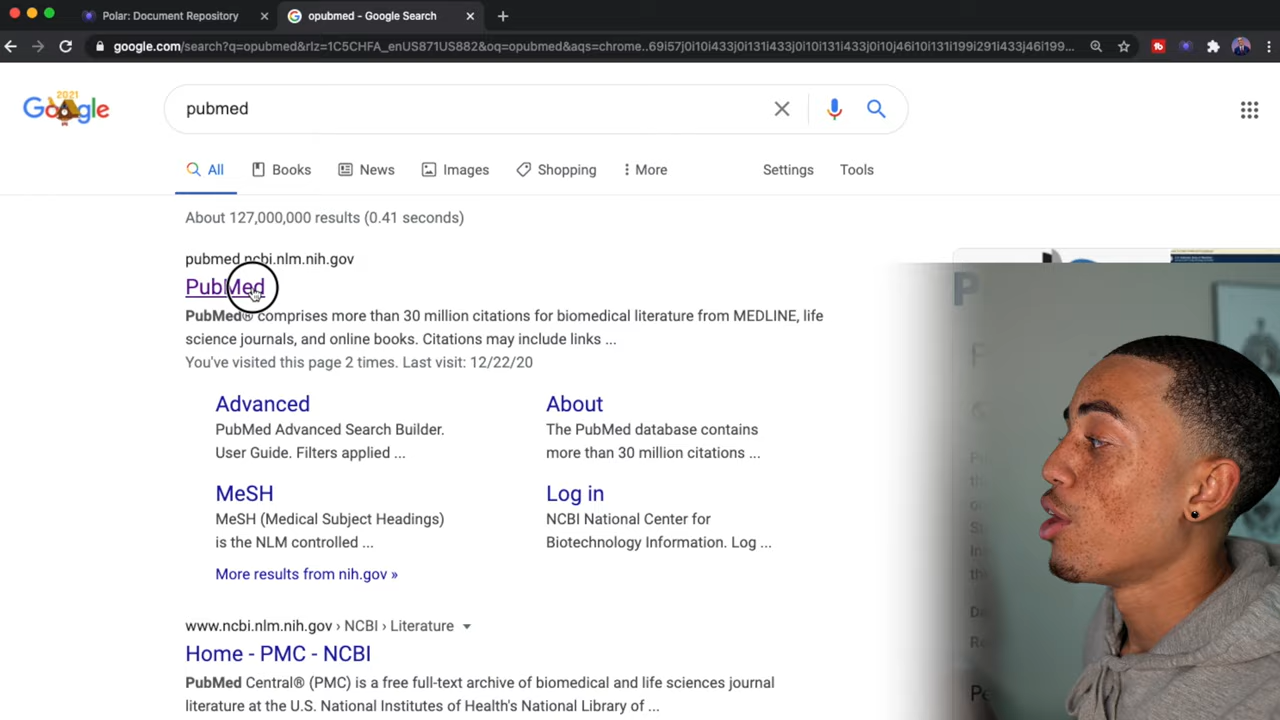 Polar: Document Repository
opubmed - Google Search
google.com/search?q=opubmed&rlz=1C5CHFA_enUS871US882&oq=opubmed&aqs=chrome..69i57j0i10i433j0i131i433j0i10i131i433j0i10j46i10i131i199i291i433j46i199...
2021
Google
pubmed
All Books News Images Shopping More Settings Tools
About 127,000,000 results (0.41 seconds)
pubmed.ncbi.nlm.nih.gov
PubMed
PubMed® comprises more than 30 million citations for biomedical literature from MEDLINE, life
science journals, and online books. Citations may include links ...
You've visited this page 2 times. Last visit: 12/22/20
Advanced
PubMed Advanced Search Builder.
User Guide. Filters applied ...
About
The PubMed database contains
more than 30 million citations ...
MeSH
MeSH (Medical Subject Headings)
is the NLM controlled ...
Log in
NCBI National Center for
Biotechnology Information. Log ...
More results from nih.gov »
www.ncbi.nlm.nih.gov › NCBI › Literature
Home - PMC - NCBI
PubMed Central® (PMC) is a free full-text archive of biomedical and life sciences journal
literature at the U.S. National Institutes of Health's National Library of ...